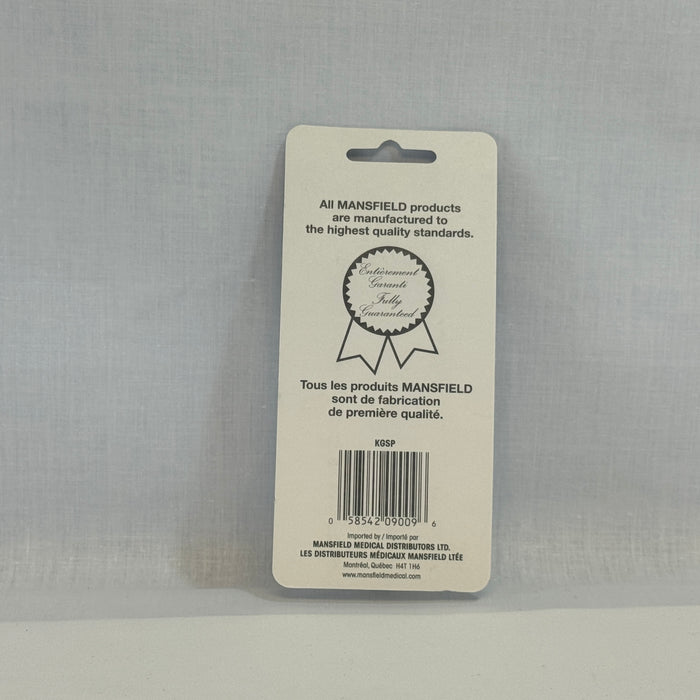 All MANSFIELD products
are manufactured to
the highest quality standards.
Entièrement
Garanti
Fully
Guaranteed
Tous les produits MANSFIELD
sont de fabrication
de première qualité.
KGSP
0 58542 09009 6
Imported by / Importé par
MANSFIELD MEDICAL DISTRIBUTORS LTD.
LES DISTRIBUTEURS MÉDICAUX MANSFIELD LTÉE
Montréal, Québec H4T 1H6
www.mansfieldmedical.com